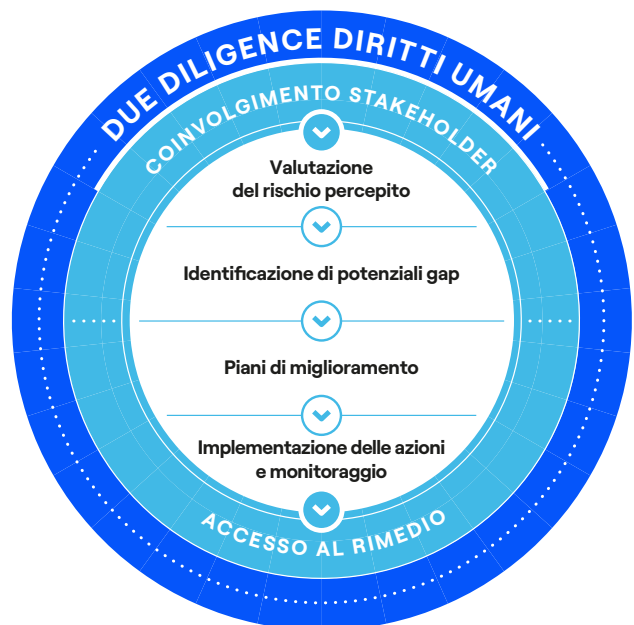 DUE DILIGENCE DIRITTI UMANI
COINVOLGIMENTO STAKEHOLDER
Valutazione
del rischio percepito
Identificazione di potenziali gap
Piani di miglioramento
Implementazione delle azioni
e monitoraggio
ACCESSO AL RIMEDIO